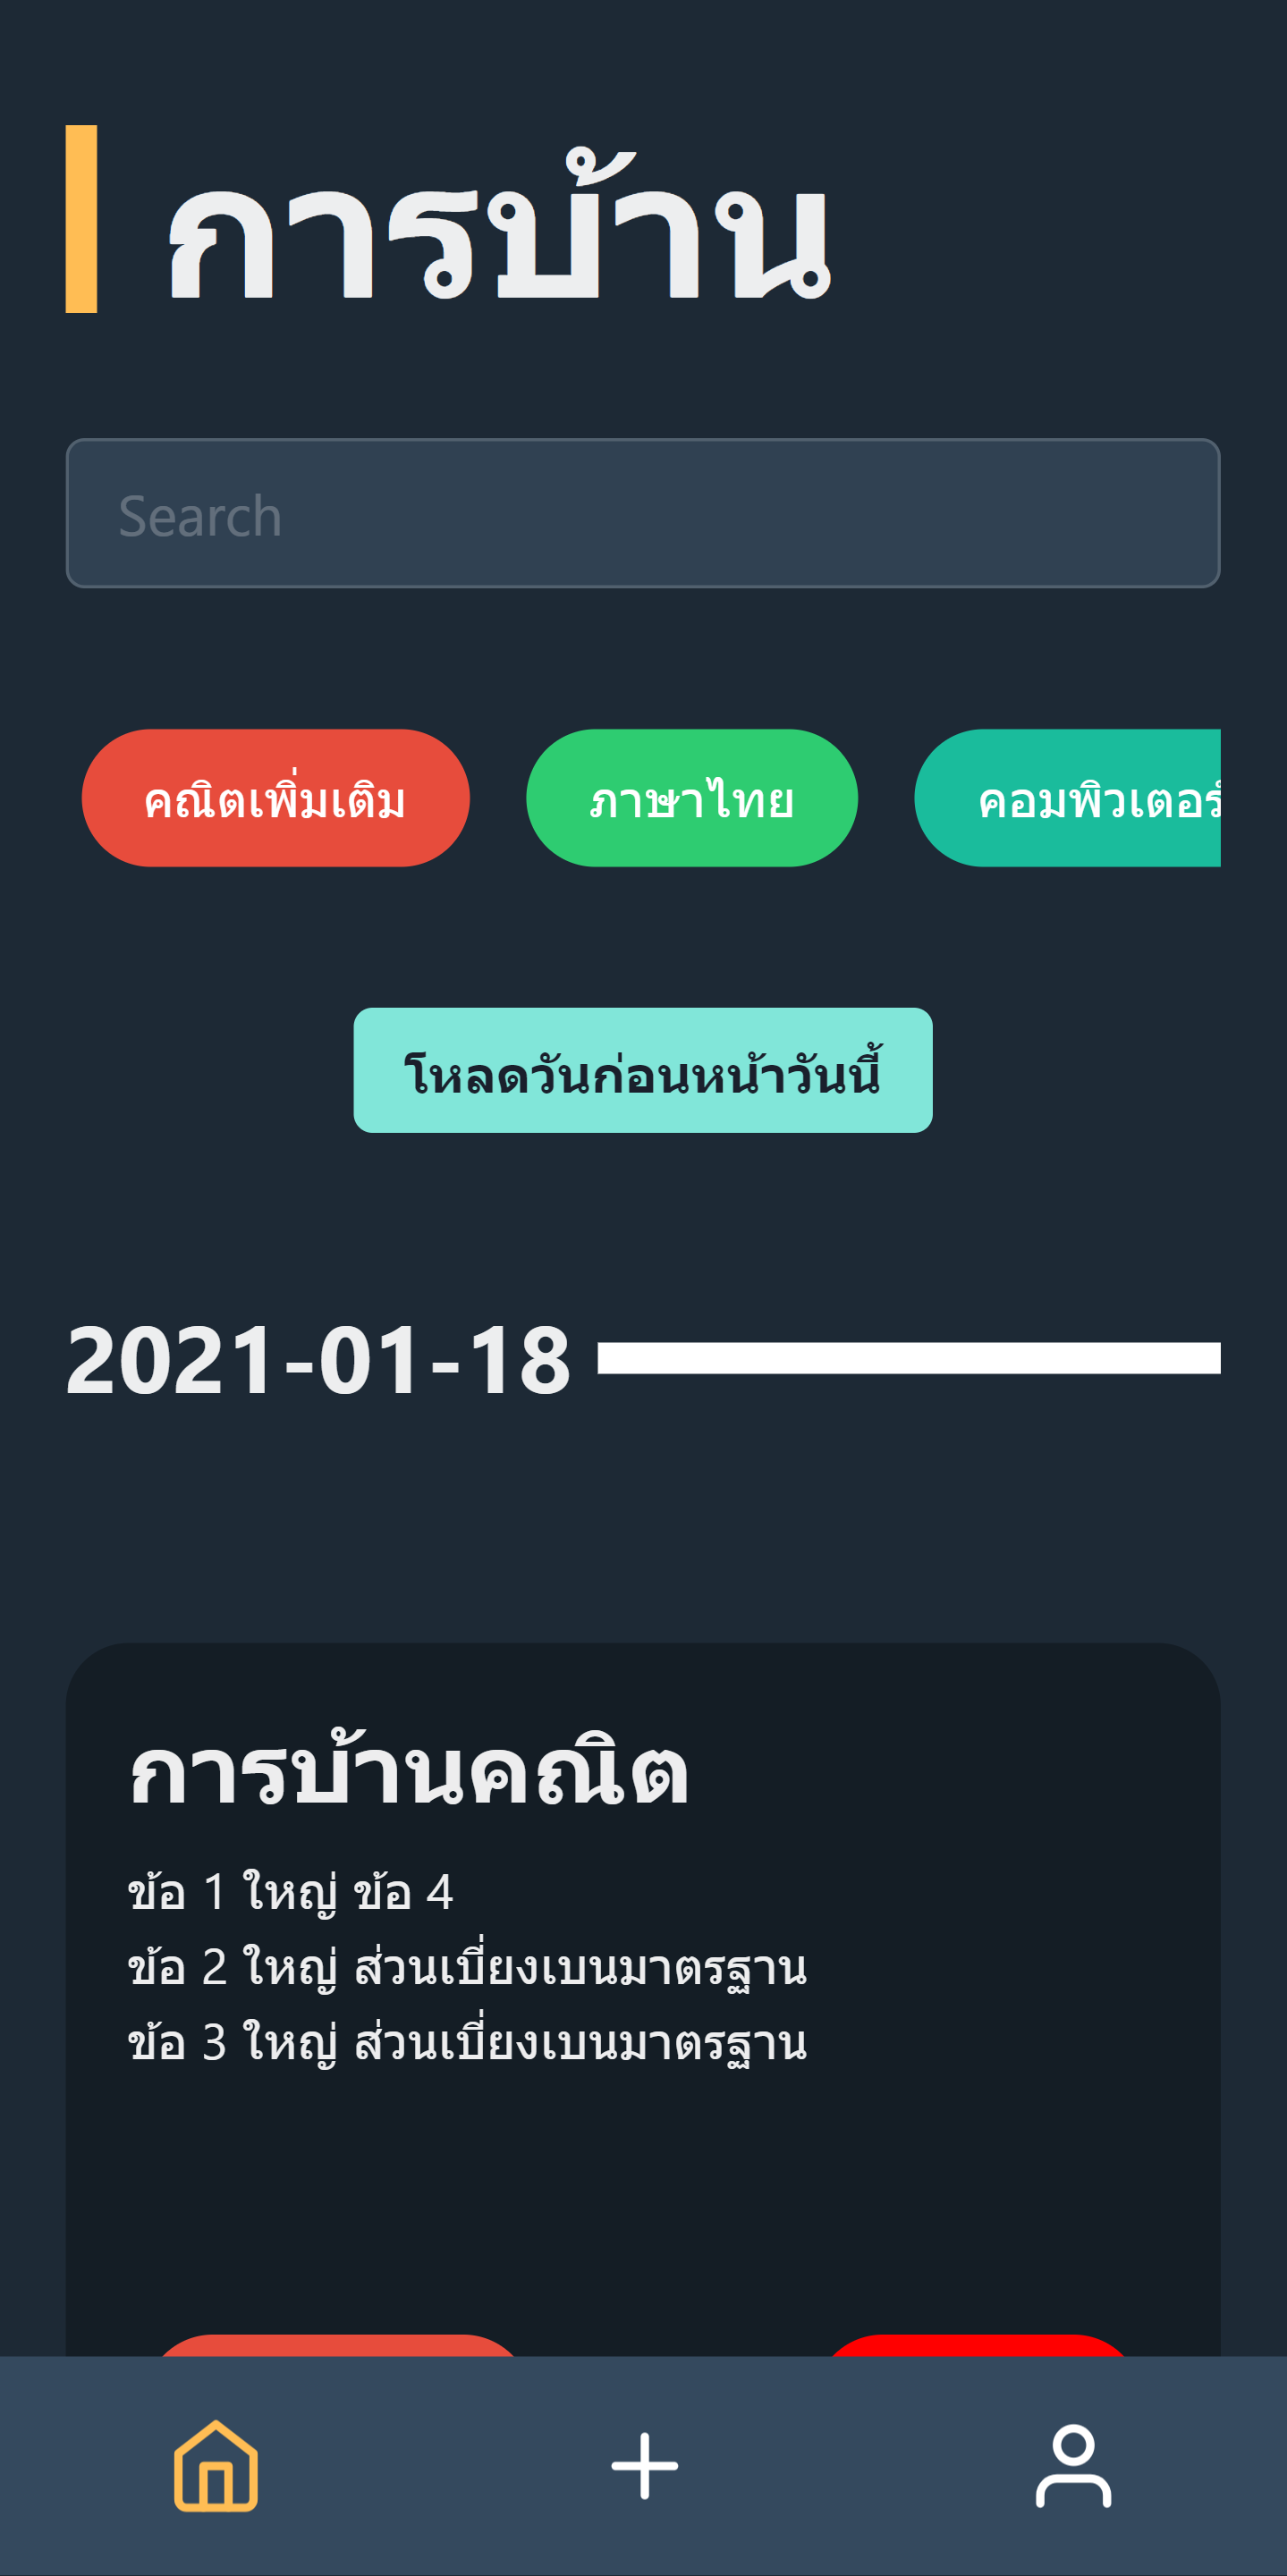 การบ้าน
Search
คณิตเพิ่มเติม ภาษาไทย คอมพิวเตอร์
โหลดวันก่อนหน้าวันนี้
2021-01-18
การบ้านคณิต
ข้อ 1 ใหญ่ ข้อ 4
ข้อ 2 ใหญ่ ส่วนเบี่ยงเบนมาตรฐาน
ข้อ 3 ใหญ่ ส่วนเบี่ยงเบนมาตรฐาน